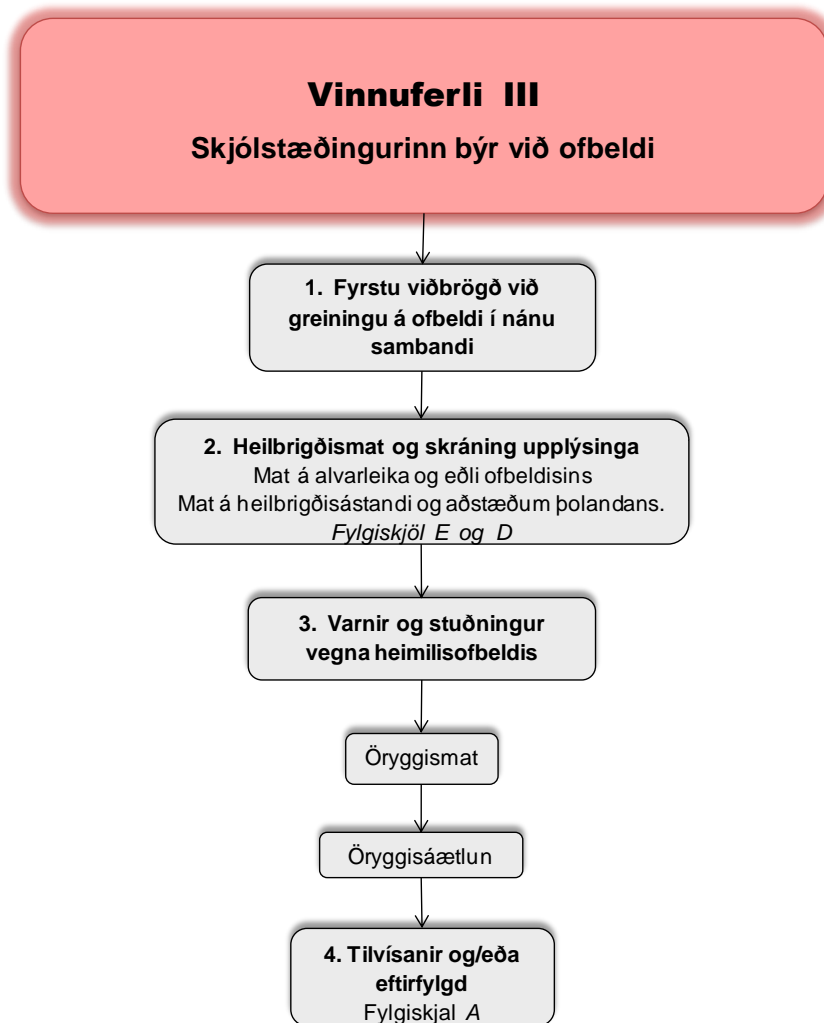 Vinnuferli III
Skjólstæðingurinn býr við ofbeldi
1. Fyrstu viðbrögð við
greiningu á ofbeldi í nánu
sambandi
2. Heilbrigðismat og skráning upplýsinga
Mat á alvarleika og eðli ofbeldisins
Mat á heilbrigðisástandi og aðstæðum þolandans.
Fylgiskjöl E og D
3. Varnir og stuðningur
vegna heimilisofbeldis
Öryggismat
Öryggisáætlun
4. Tilvísanir og/eða
eftirfylgd
Fylgiskjal A